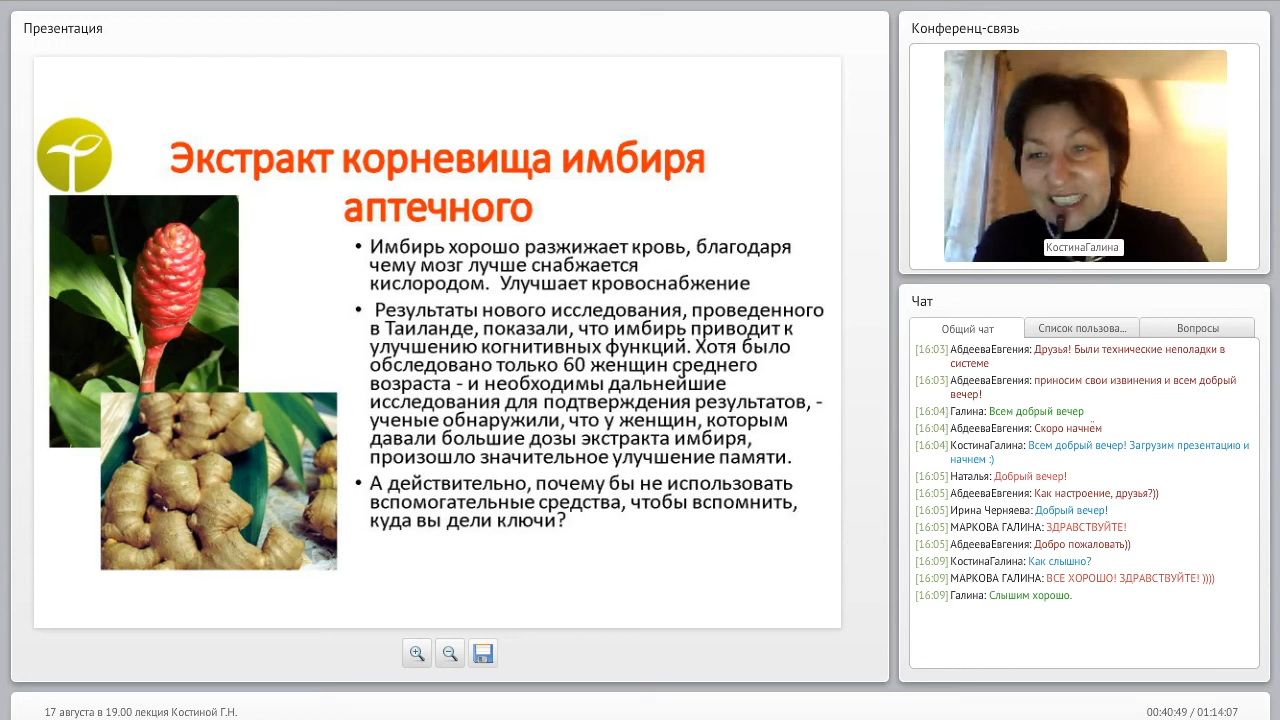 Презентация
Экстракт корневища имбиря
аптечного
• Имбирь хорошо разжижает кровь, благодаря
чему мозг лучше снабжается
кислородом. Улучшает кровоснабжение
• Результаты нового исследования, проведенного
в Таиланде, показали, что имбирь приводит к
улучшению когнитивных функций. Хотя было
обследовано только 60 женщин среднего
возраста - и необходимы дальнейшие
исследования для подтверждения результатов, -
ученые обнаружили, что у женщин, которым
давали большие дозы экстракта имбиря,
произошло значительное улучшение памяти.
• А действительно, почему бы не использовать
вспомогательные средства, чтобы вспомнить,
куда вы дели ключи?
Конференц-связь
КостинаГалина
Чат
Общий чат
Список пользова...
Вопросы
[16:03] АбдееваЕвгения: Друзья! Были технические неполадки в
системе
[16:03] АбдееваЕвгения: приносим свои извинения и всем добрый
вечер!
[16:04] Галина: Всем добрый вечер
[16:04] АбдееваЕвгения: Скоро начнём
[16:04] КостинаГалина: Всем добрый вечер! Загрузим презентацию и
начнем :)
[16:05] Наталья: Добрый вечер!
[16:05] АбдееваЕвгения: Как настроение, друзья?))
[16:05] Ирина Черняева: Добрый вечер!
[16:05] МАРКОВА ГАЛИНА: ЗДРАВСТВУЙТЕ!
[16:05] АбдееваЕвгения: Добро пожаловать))
[16:09] КостинаГалина: Как слышно?
[16:09] МАРКОВА ГАЛИНА: ВСЕ ХОРОШО! ЗДРАВСТВУЙТЕ! ))))
[16:09] Галина: Слышим хорошо.
17 августа в 19.00 лекция Костиной Г.Н.
00:40:49 / 01:14:07